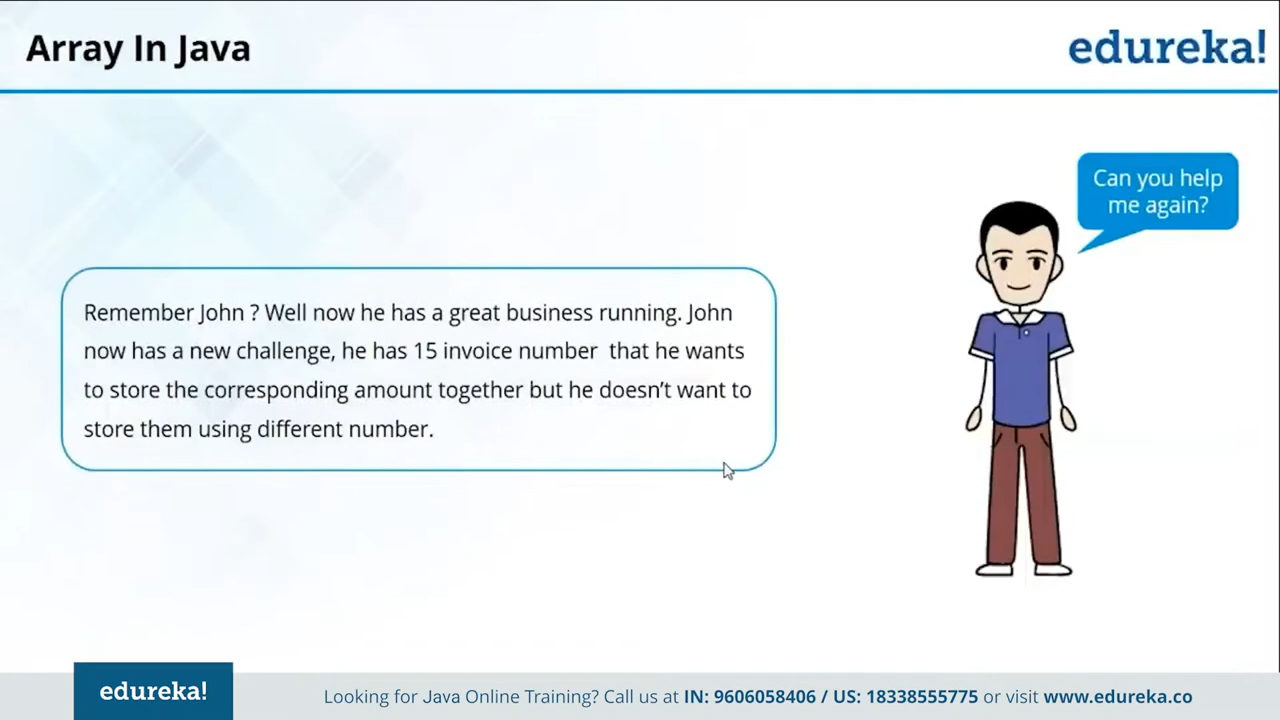 Array In Java
edureka!
Can you help
me again?
Remember John ? Well now he has a great business running. John
now has a new challenge, he has 15 invoice number that he wants
to store the corresponding amount together but he doesn’t want to
store them using different number.
edureka!
Looking for Java Online Training? Call us at IN: 9606058406 / US: 18338555775 or visit www.edureka.co